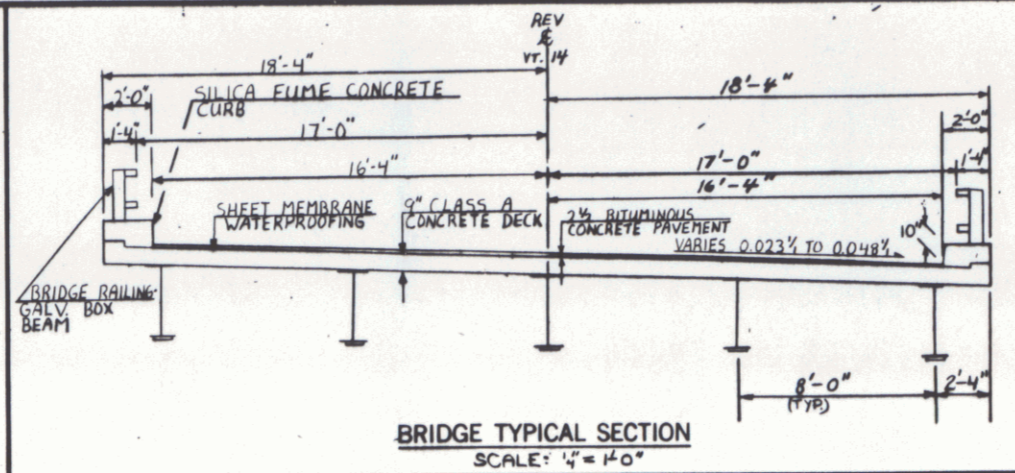 REV
℄
VT. 14
18'-4"
18'-4"
2'-0"
SILICA FUME CONCRETE
CURB
2'-0"
1'-4"
17'-0"
17'-0"
1'-4"
16'-4"
16'-4"
SHEET MEMBRANE
WATERPROOFING
9" CLASS A
CONCRETE DECK
2½ BITUMINOUS
CONCRETE PAVEMENT
VARIES 0.023'/' TO 0.048'/'
10"
BRIDGE RAILING
GALV. BOX
BEAM
8'-0"
(TYP.)
2'-4"
BRIDGE TYPICAL SECTION
SCALE: ¼" = 1'-0"